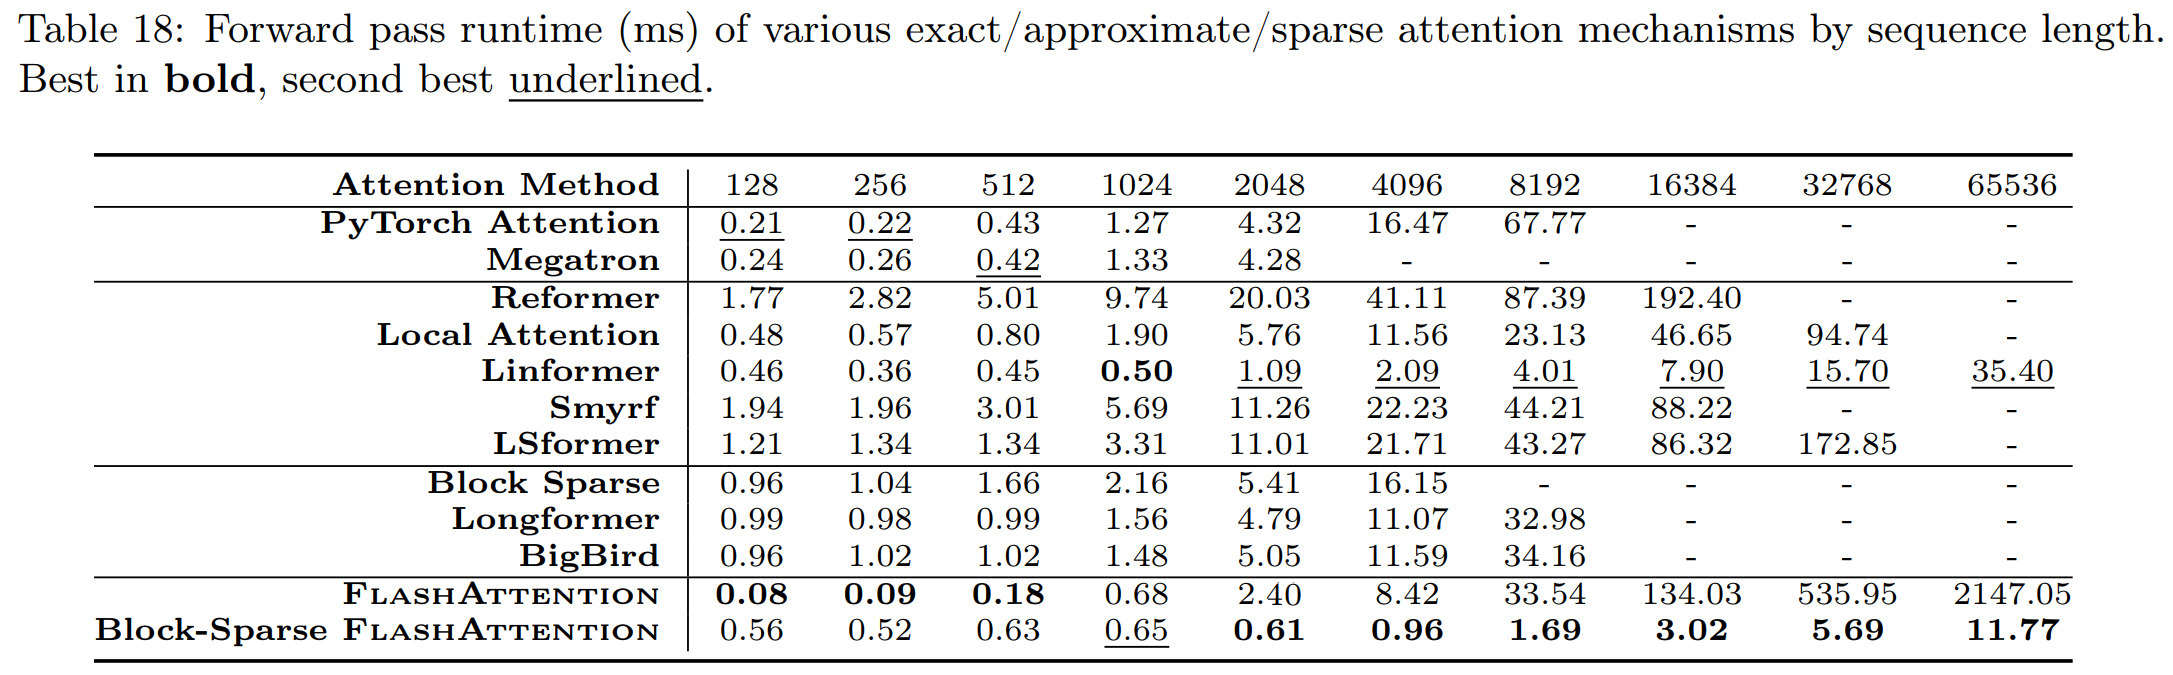 Table 18: Forward pass runtime (ms) of various exact/approximate/sparse attention mechanisms by sequence length.
Best in bold, second best underlined.
Attention Method 128 256 512 1024 2048 4096 8192 16384 32768 65536
PyTorch Attention 0.21 0.22 0.43 1.27 4.32 16.47 67.77 - - -
Megatron 0.24 0.26 0.42 1.33 4.28 - - - - -
Reformer 1.77 2.82 5.01 9.74 20.03 41.11 87.39 192.40 - -
Local Attention 0.48 0.57 0.80 1.90 5.76 11.56 23.13 46.65 94.74 -
Linformer 0.46 0.36 0.45 0.50 1.09 2.09 4.01 7.90 15.70 35.40
Smyrf 1.94 1.96 3.01 5.69 11.26 22.23 44.21 88.22 - -
LSformer 1.21 1.34 1.34 3.31 11.01 21.71 43.27 86.32 172.85 -
Block Sparse 0.96 1.04 1.66 2.16 5.41 16.15 - - - -
Longformer 0.99 0.98 0.99 1.56 4.79 11.07 32.98 - - -
BigBird 0.96 1.02 1.02 1.48 5.05 11.59 34.16 - - -
FlashAttention 0.08 0.09 0.18 0.68 2.40 8.42 33.54 134.03 535.95 2147.05
Block-Sparse FlashAttention 0.56 0.52 0.63 0.65 0.61 0.96 1.69 3.02 5.69 11.77